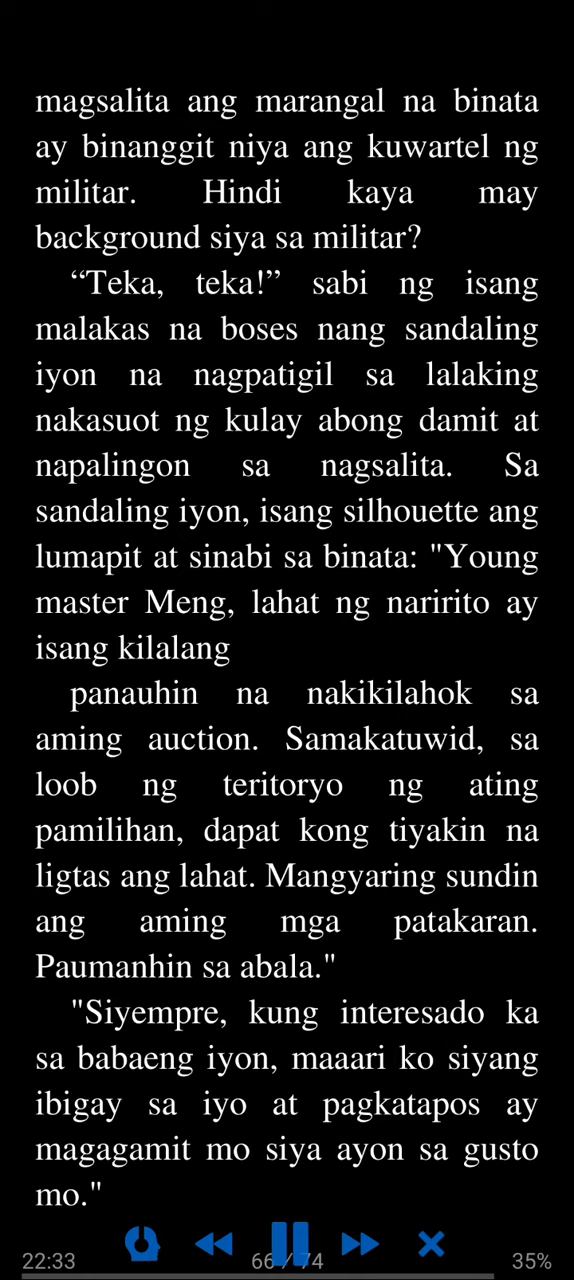 magsalita ang marangal na binata
ay binanggit niya ang kuwartel ng
militar. Hindi kaya may
background siya sa militar?
“Teka, teka!” sabi ng isang
malakas na boses nang sandaling
iyon na nagpatigil sa lalaking
nakasuot ng kulay abong damit at
napalingon sa nagsalita. Sa
sandaling iyon, isang silhouette ang
lumapit at sinabi sa binata: "Young
master Meng, lahat ng naririto ay
isang kilalang
panauhin na nakikilahok sa
aming auction. Samakatuwid, sa
loob ng teritoryo ng ating
pamilihan, dapat kong tiyakin na
ligtas ang lahat. Mangyaring sundin
ang aming mga patakaran.
Paumanhin sa abala."
"Siyempre, kung interesado ka
sa babaeng iyon, maaari ko siyang
ibigay sa iyo at pagkatapos ay
magagamit mo siya ayon sa gusto
mo."
22:33 66 / 74 35%